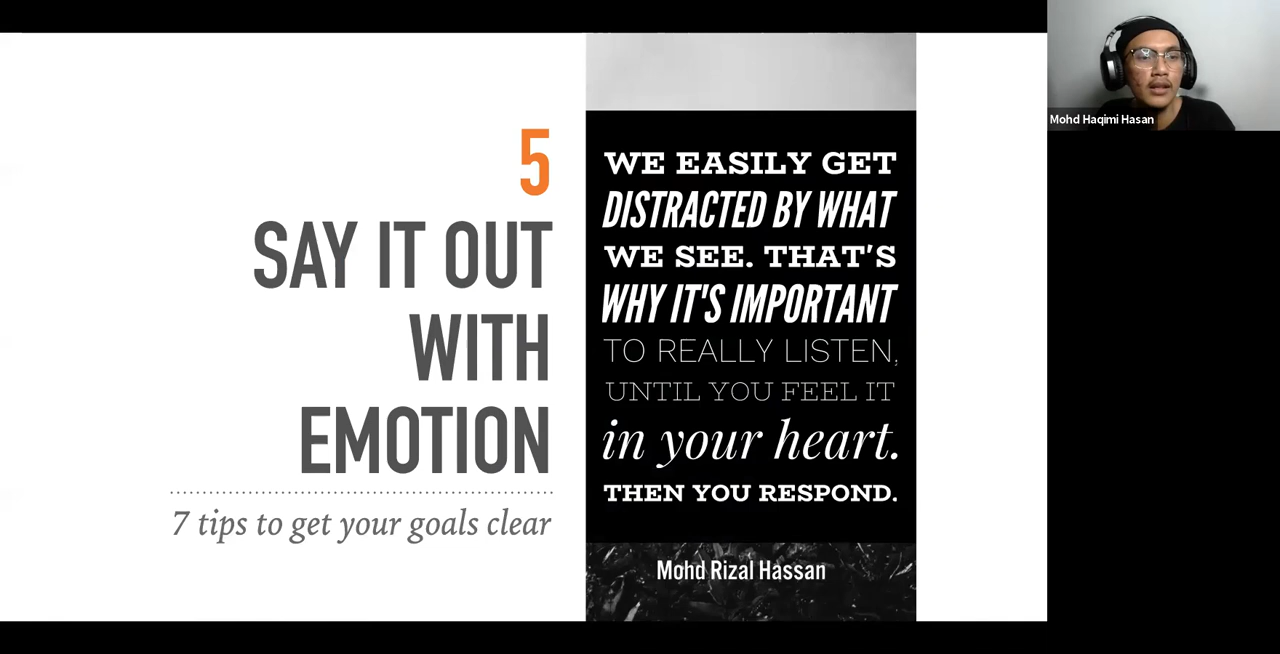 5
SAY IT OUT
WITH
EMOTION
7 tips to get your goals clear
WE EASILY GET
DISTRACTED BY WHAT
WE SEE. THAT'S
WHY IT'S IMPORTANT
TO REALLY LISTEN,
UNTIL YOU FEEL IT
in your heart.
THEN YOU RESPOND.
Mohd Rizal Hassan
Mohd Haqimi Hasan